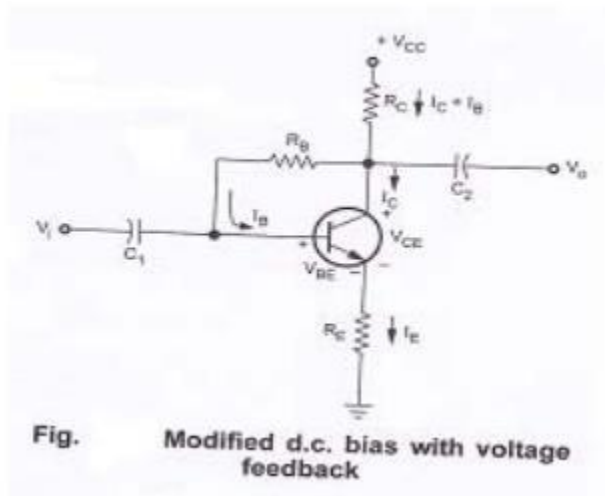 + VCC
RC
IC + IB
RB
C2
Vo
IC
+
IB
Vi
C1
+
VCE
VBE
–
–
RE
IE
Fig. Modified d.c. bias with voltage
feedback